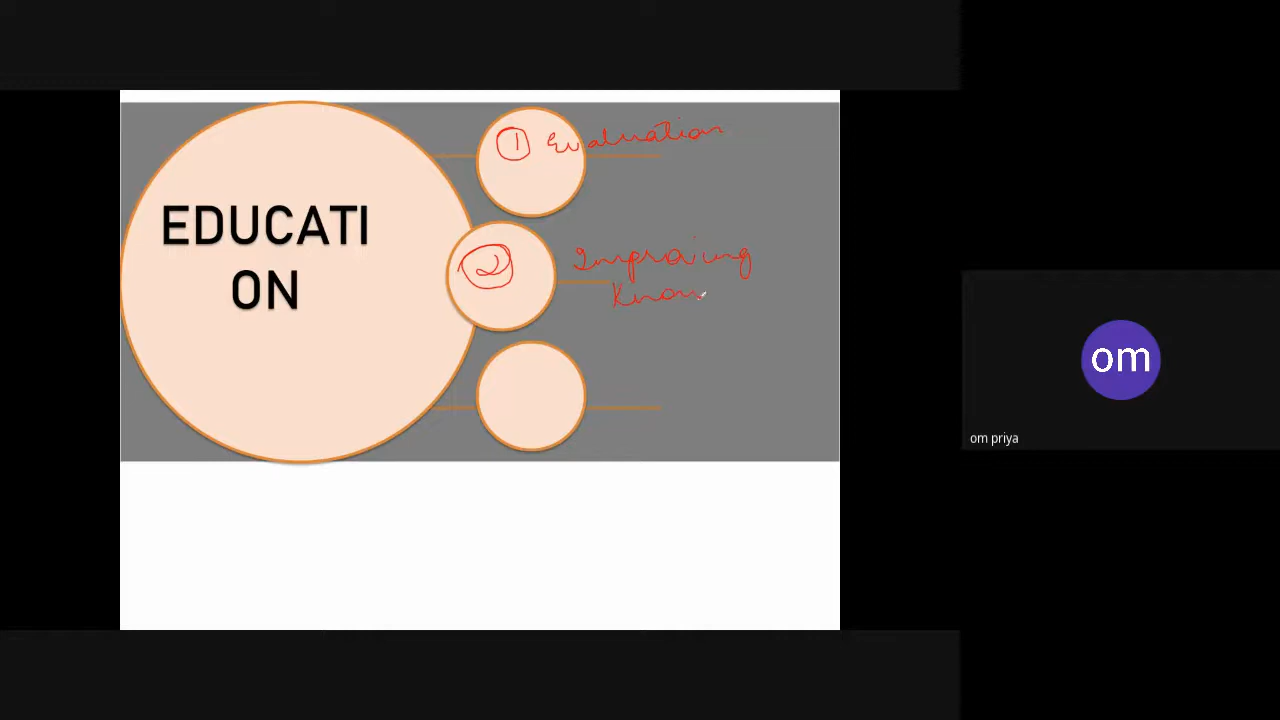 EDUCATI
ON
1 Evaluation
2 Improving
Know
om
om priya